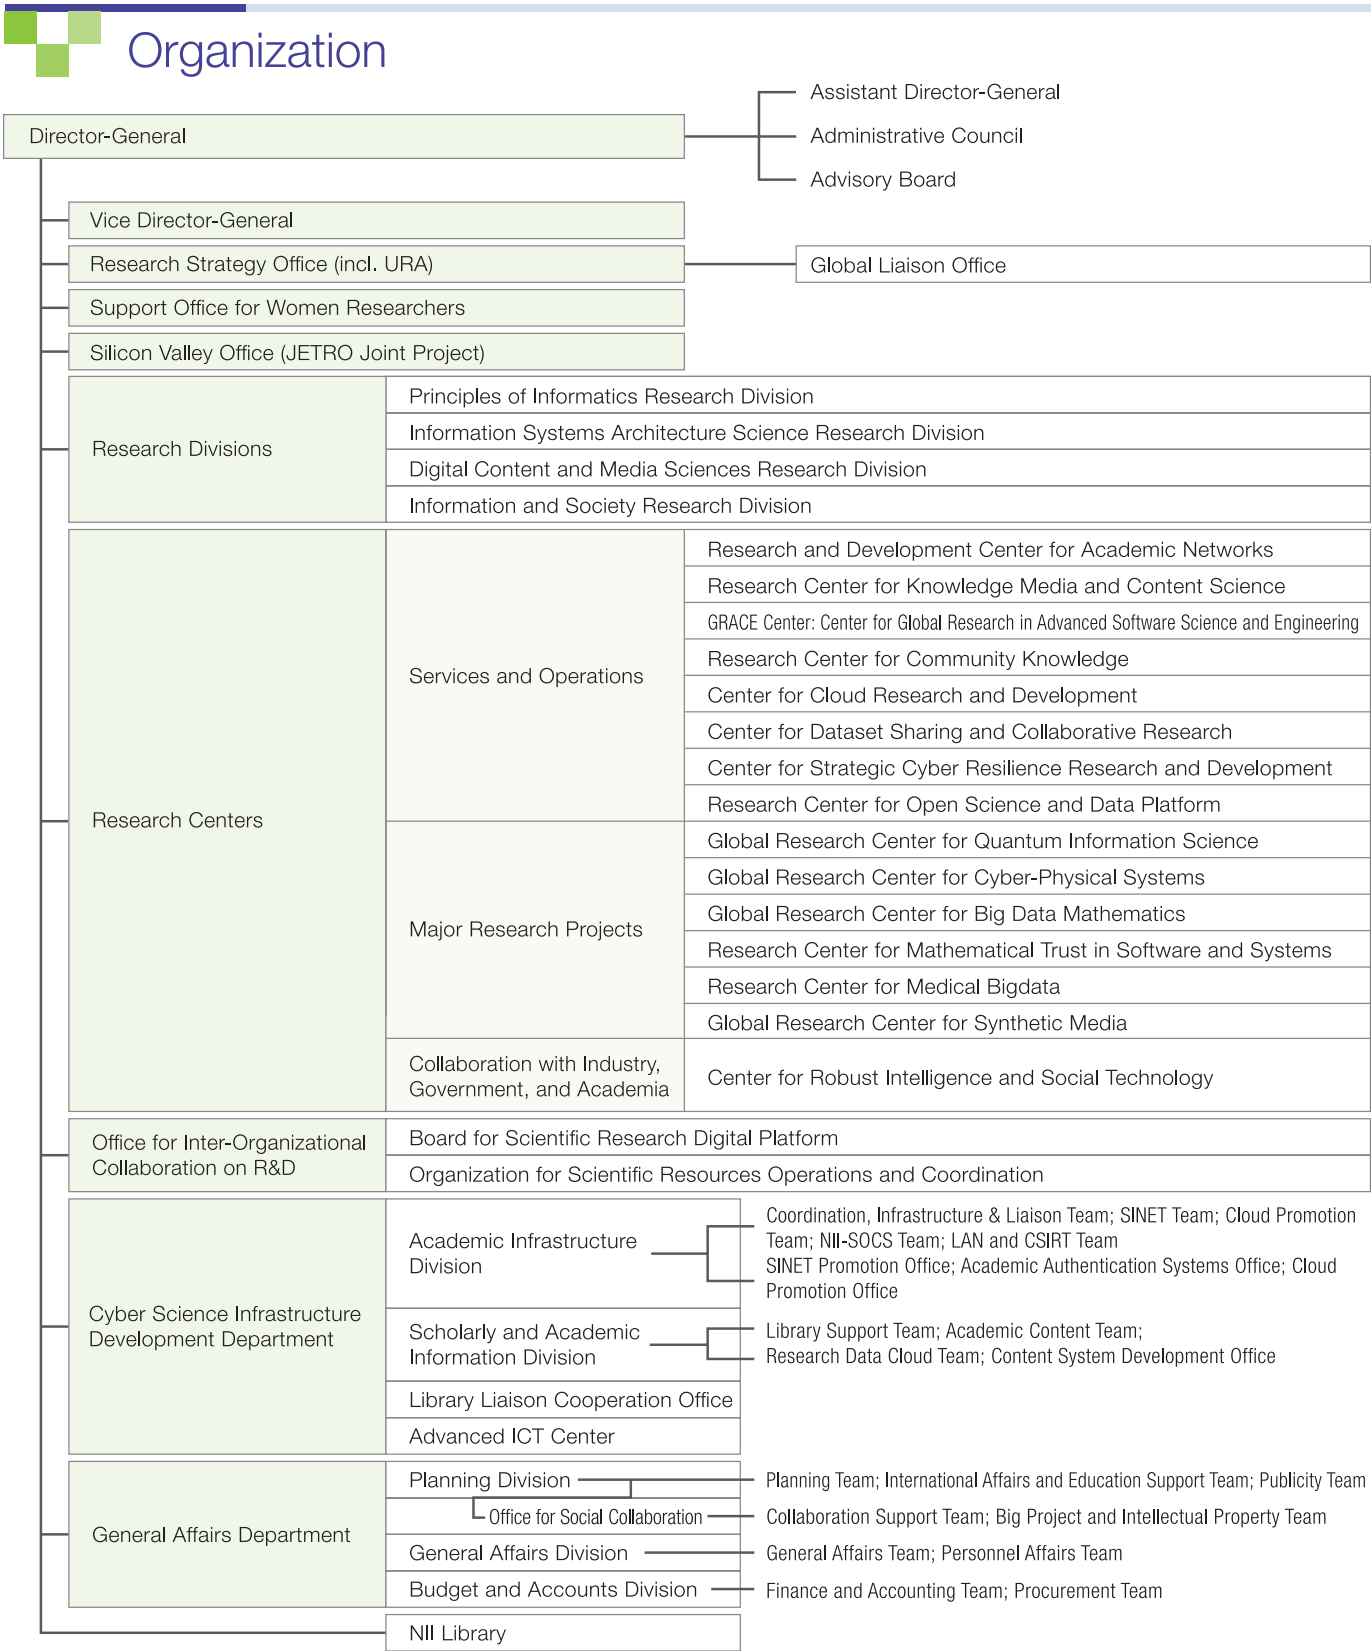 Organization
Assistant Director-General
Director-General
Administrative Council
Advisory Board
Vice Director-General
Research Strategy Office (incl. URA)
Global Liaison Office
Support Office for Women Researchers
Silicon Valley Office (JETRO Joint Project)
Research Divisions
Principles of Informatics Research Division
Information Systems Architecture Science Research Division
Digital Content and Media Sciences Research Division
Information and Society Research Division
Research Centers
Services and Operations
Research and Development Center for Academic Networks
Research Center for Knowledge Media and Content Science
GRACE Center: Center for Global Research in Advanced Software Science and Engineering
Research Center for Community Knowledge
Center for Cloud Research and Development
Center for Dataset Sharing and Collaborative Research
Center for Strategic Cyber Resilience Research and Development
Research Center for Open Science and Data Platform
Major Research Projects
Global Research Center for Quantum Information Science
Global Research Center for Cyber-Physical Systems
Global Research Center for Big Data Mathematics
Research Center for Mathematical Trust in Software and Systems
Research Center for Medical Bigdata
Global Research Center for Synthetic Media
Collaboration with Industry,
Government, and Academia
Center for Robust Intelligence and Social Technology
Office for Inter-Organizational
Collaboration on R&D
Board for Scientific Research Digital Platform
Organization for Scientific Resources Operations and Coordination
Cyber Science Infrastructure
Development Department
Academic Infrastructure
Division
Coordination, Infrastructure & Liaison Team; SINET Team; Cloud Promotion
Team; NII-SOCS Team; LAN and CSIRT Team
SINET Promotion Office; Academic Authentication Systems Office; Cloud
Promotion Office
Scholarly and Academic
Information Division
Library Support Team; Academic Content Team;
Research Data Cloud Team; Content System Development Office
Library Liaison Cooperation Office
Advanced ICT Center
General Affairs Department
Planning Division
Planning Team; International Affairs and Education Support Team; Publicity Team
Office for Social Collaboration
Collaboration Support Team; Big Project and Intellectual Property Team
General Affairs Division
General Affairs Team; Personnel Affairs Team
Budget and Accounts Division
Finance and Accounting Team; Procurement Team
NII Library